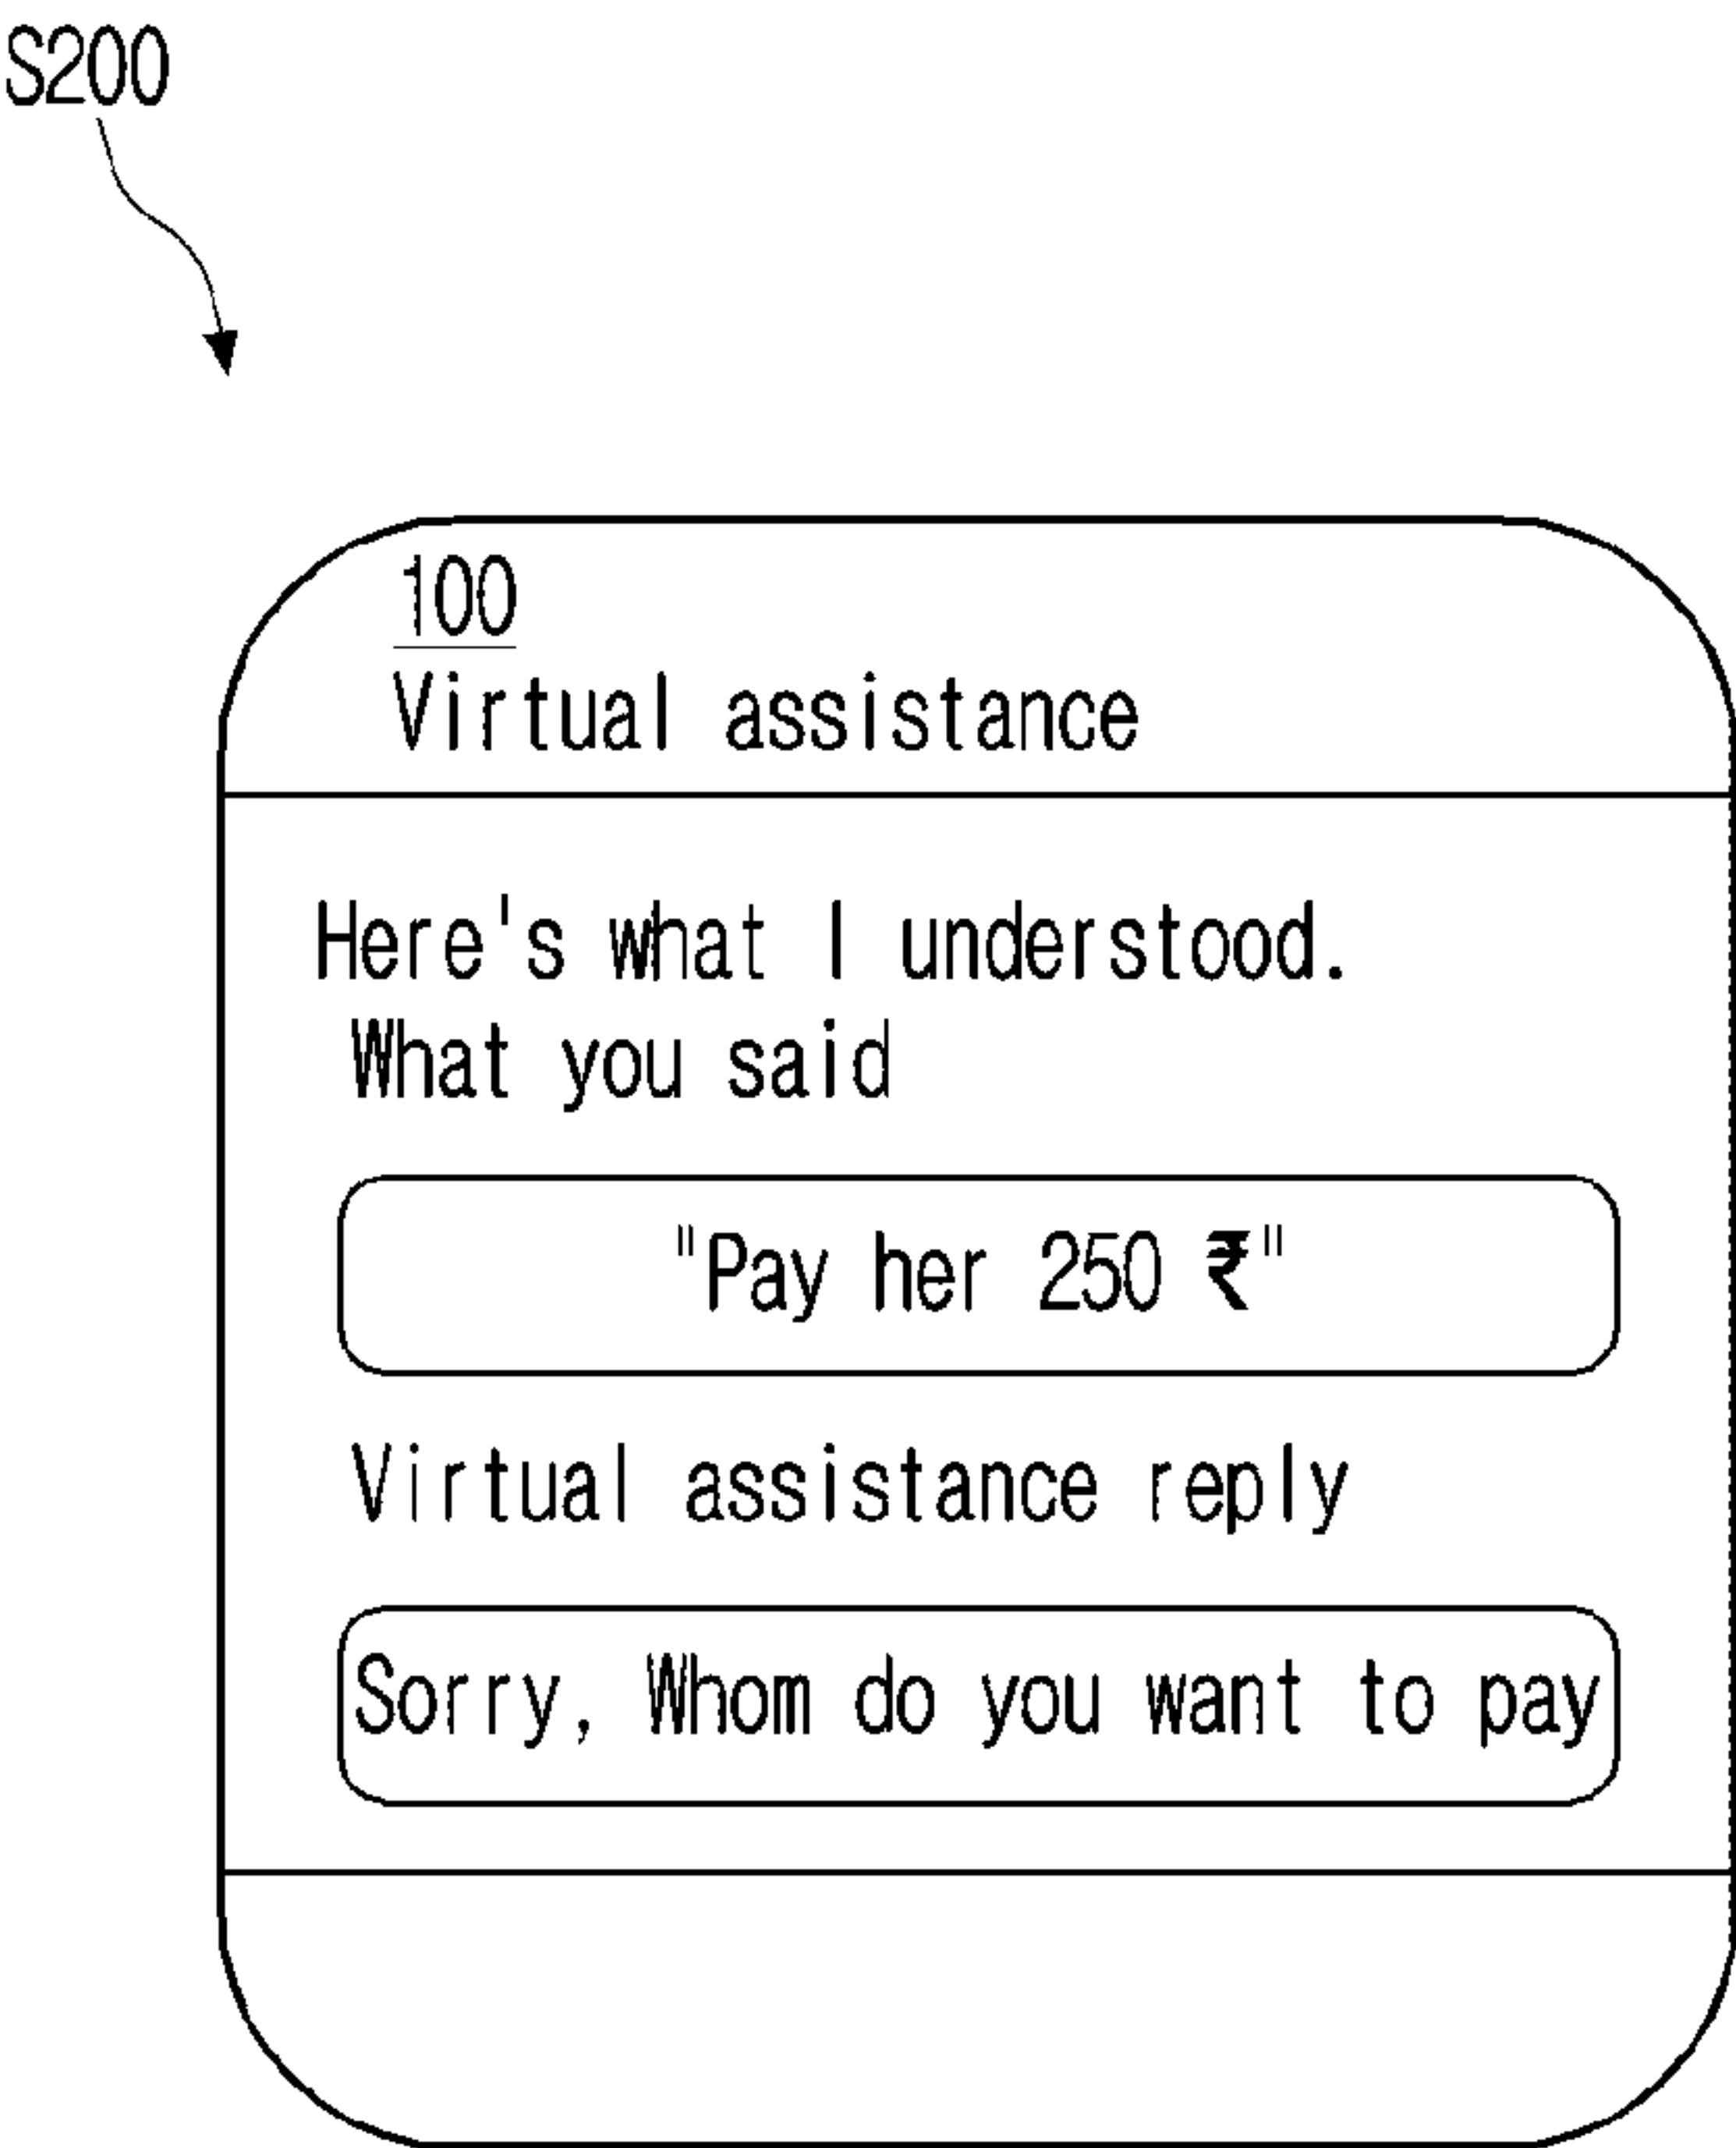 S200
100
Virtual assistance
Here's what I understood.
What you said
"Pay her 250 ₹"
Virtual assistance reply
Sorry, Whom do you want to pay